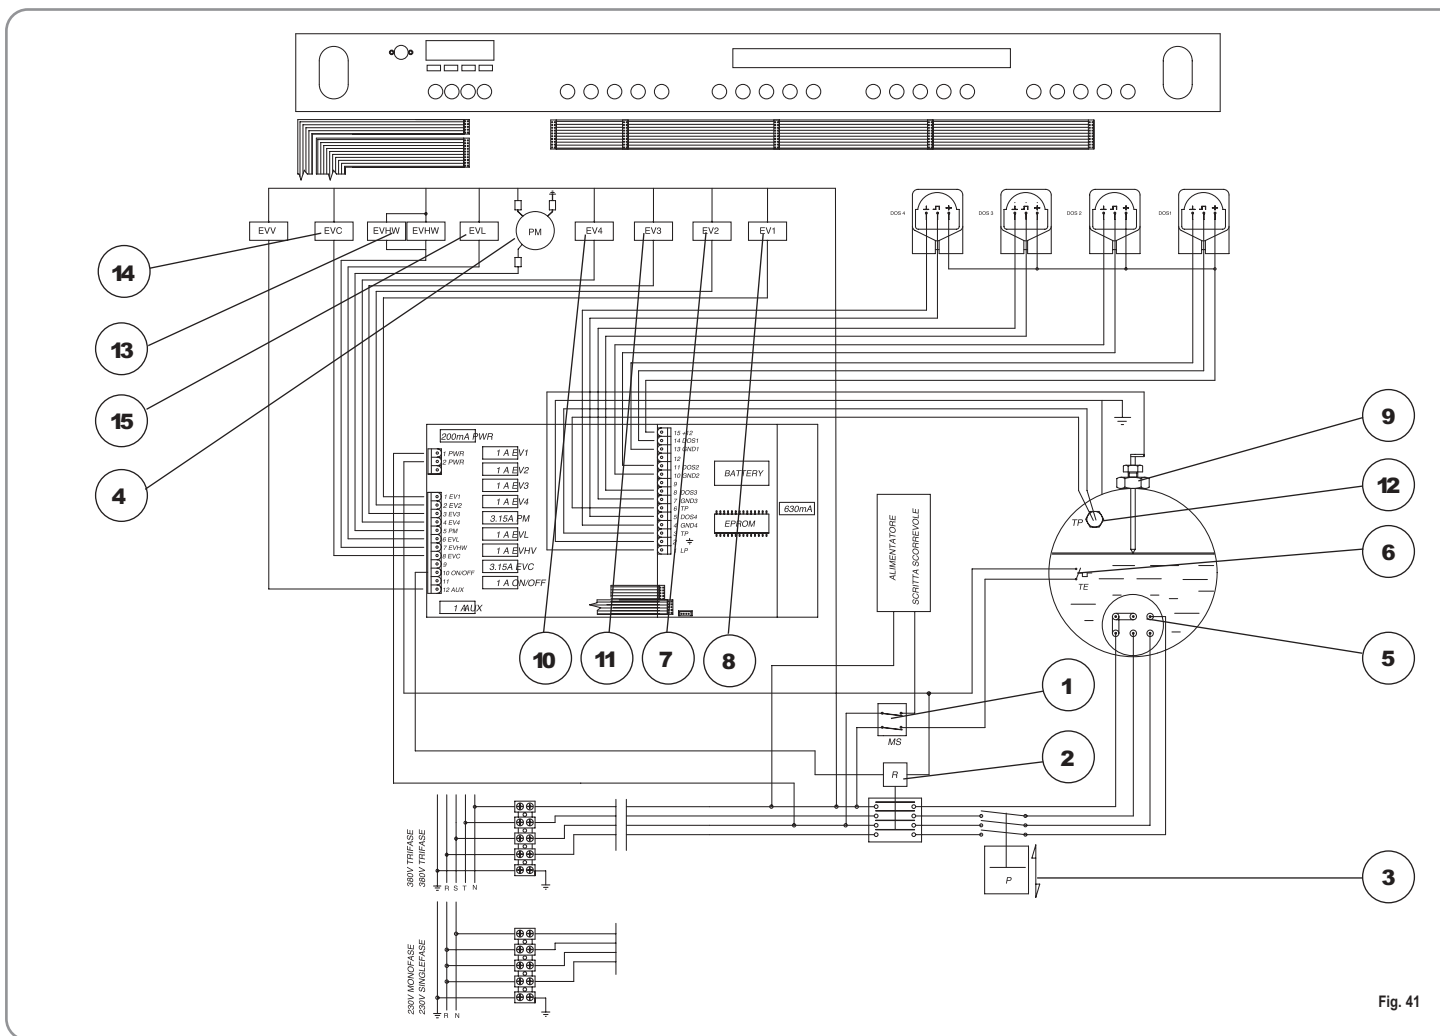 DOS 4
DOS 3
DOS 2
DOS1
EVV
EVC
EVHW
EVHW
EVL
PM
EV4
EV3
EV2
EV1
14
13
15
4
200mA PWR
1 PWR
2 PWR
1 A EV1
1 A EV2
1 A EV3
1 A EV4
3.15A PM
1 A EVL
1 A EVHV
3.15A EVC
1 A ON/OFF
1 EV1
2 EV2
3 EV3
4 EV4
5 PM
6 EVL
7 EVHW
8 EVC
9
10 ON/OFF
11
12 AUX
15 +12
14 DOS1
13 GND1
12
11 DOS2
10 GND2
9
8 DOS3
7 GND3
6 TP
5 DOS4
4 GND4
3 TP
2
1 LP
BATTERY
EPROM
630mA
ALIMENTATORE
SCRITTA SCORREVOLE
TP
TE
9
12
6
5
10
11
7
8
1
MS
2
R
3
P
380V TRIFASE
380V TRIFASE
R S T N
230V MONOFASE
230V SINGLEFASE
R N
Fig. 41